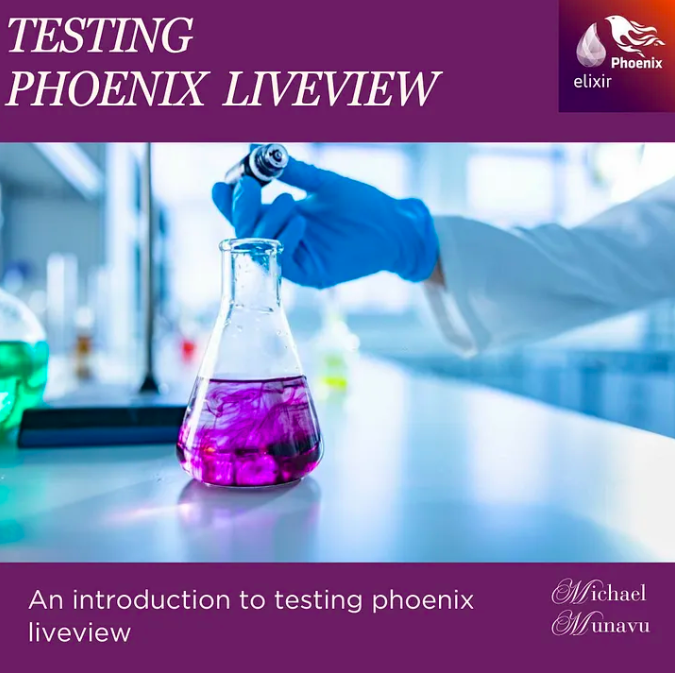 TESTING
PHOENIX LIVEVIEW
Phoenix
elixir
An introduction to testing phoenix
liveview
Michael
Munavu